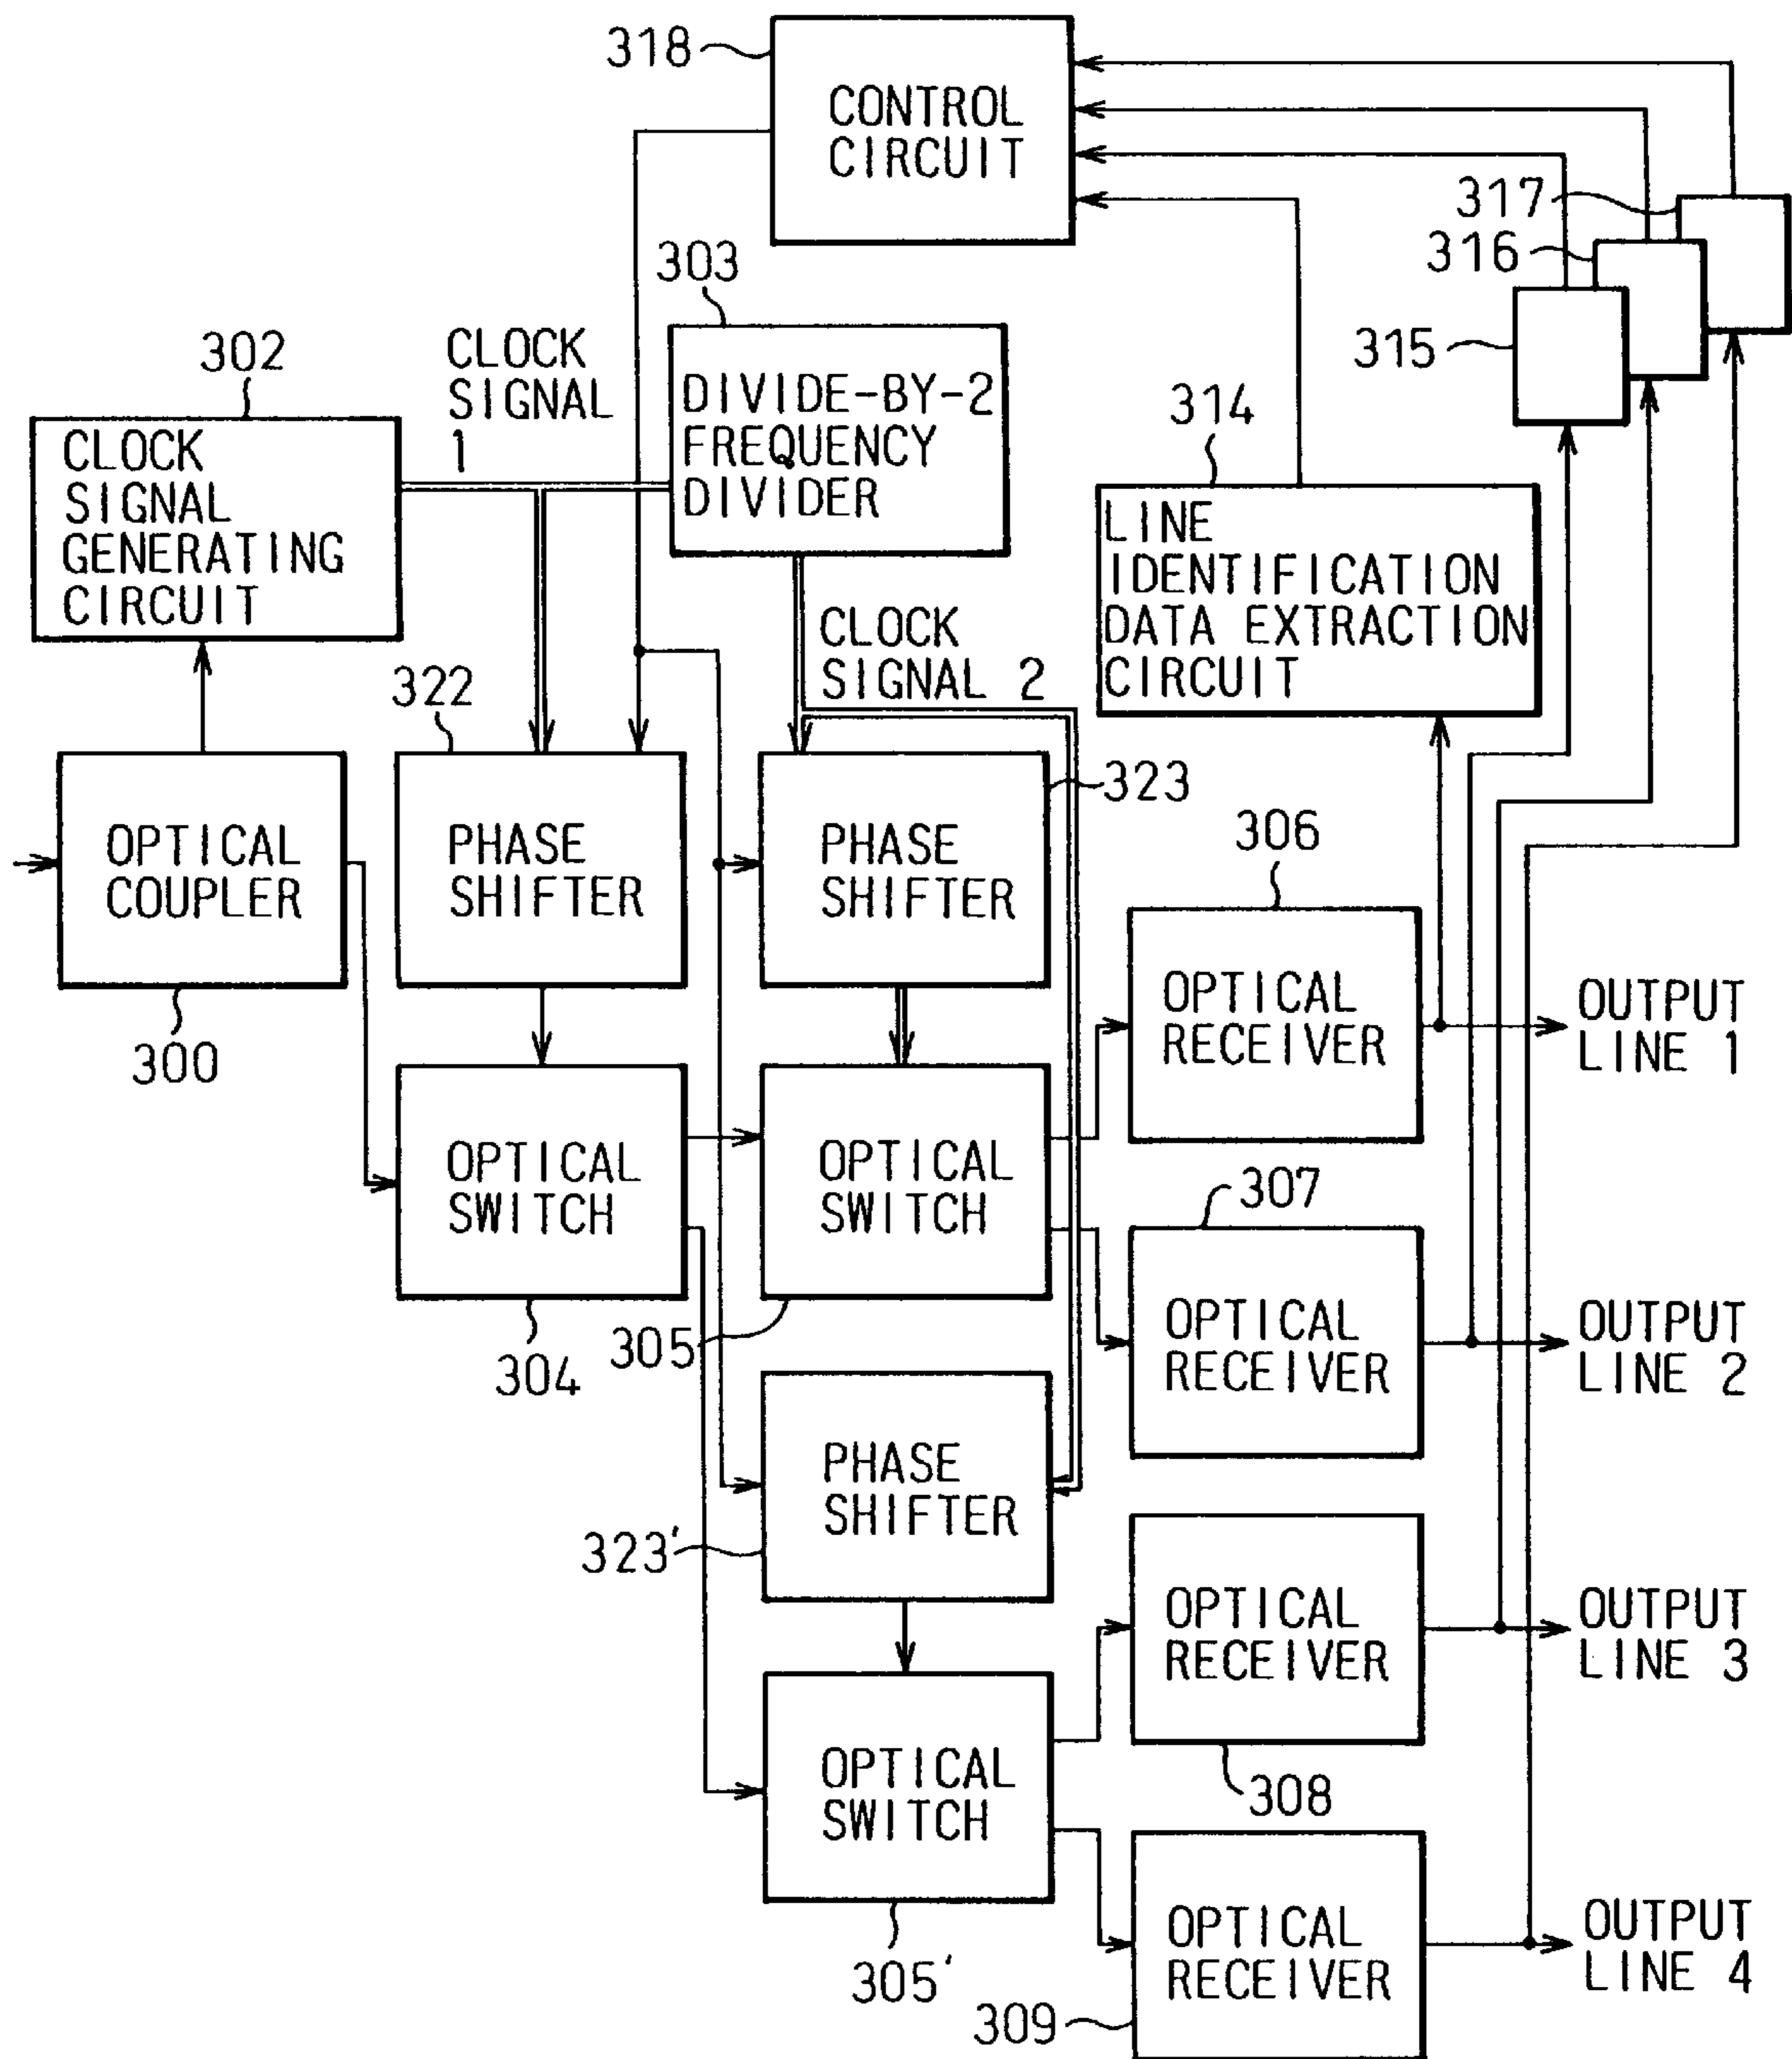 318
CONTROL
CIRCUIT
317
316
315
303
302
CLOCK
SIGNAL
1
DIVIDE-BY-2
FREQUENCY
DIVIDER
314
CLOCK
SIGNAL
GENERATING
CIRCUIT
LINE
IDENTIFICATION
DATA EXTRACTION
CIRCUIT
CLOCK
SIGNAL 2
322
323
OPTICAL
COUPLER
PHASE
SHIFTER
PHASE
SHIFTER
306
300
OPTICAL
RECEIVER
OUTPUT
LINE 1
OPTICAL
SWITCH
OPTICAL
SWITCH
307
304
305
OPTICAL
RECEIVER
OUTPUT
LINE 2
PHASE
SHIFTER
323'
OPTICAL
RECEIVER
OUTPUT
LINE 3
OPTICAL
SWITCH
308
305'
OPTICAL
RECEIVER
OUTPUT
LINE 4
309